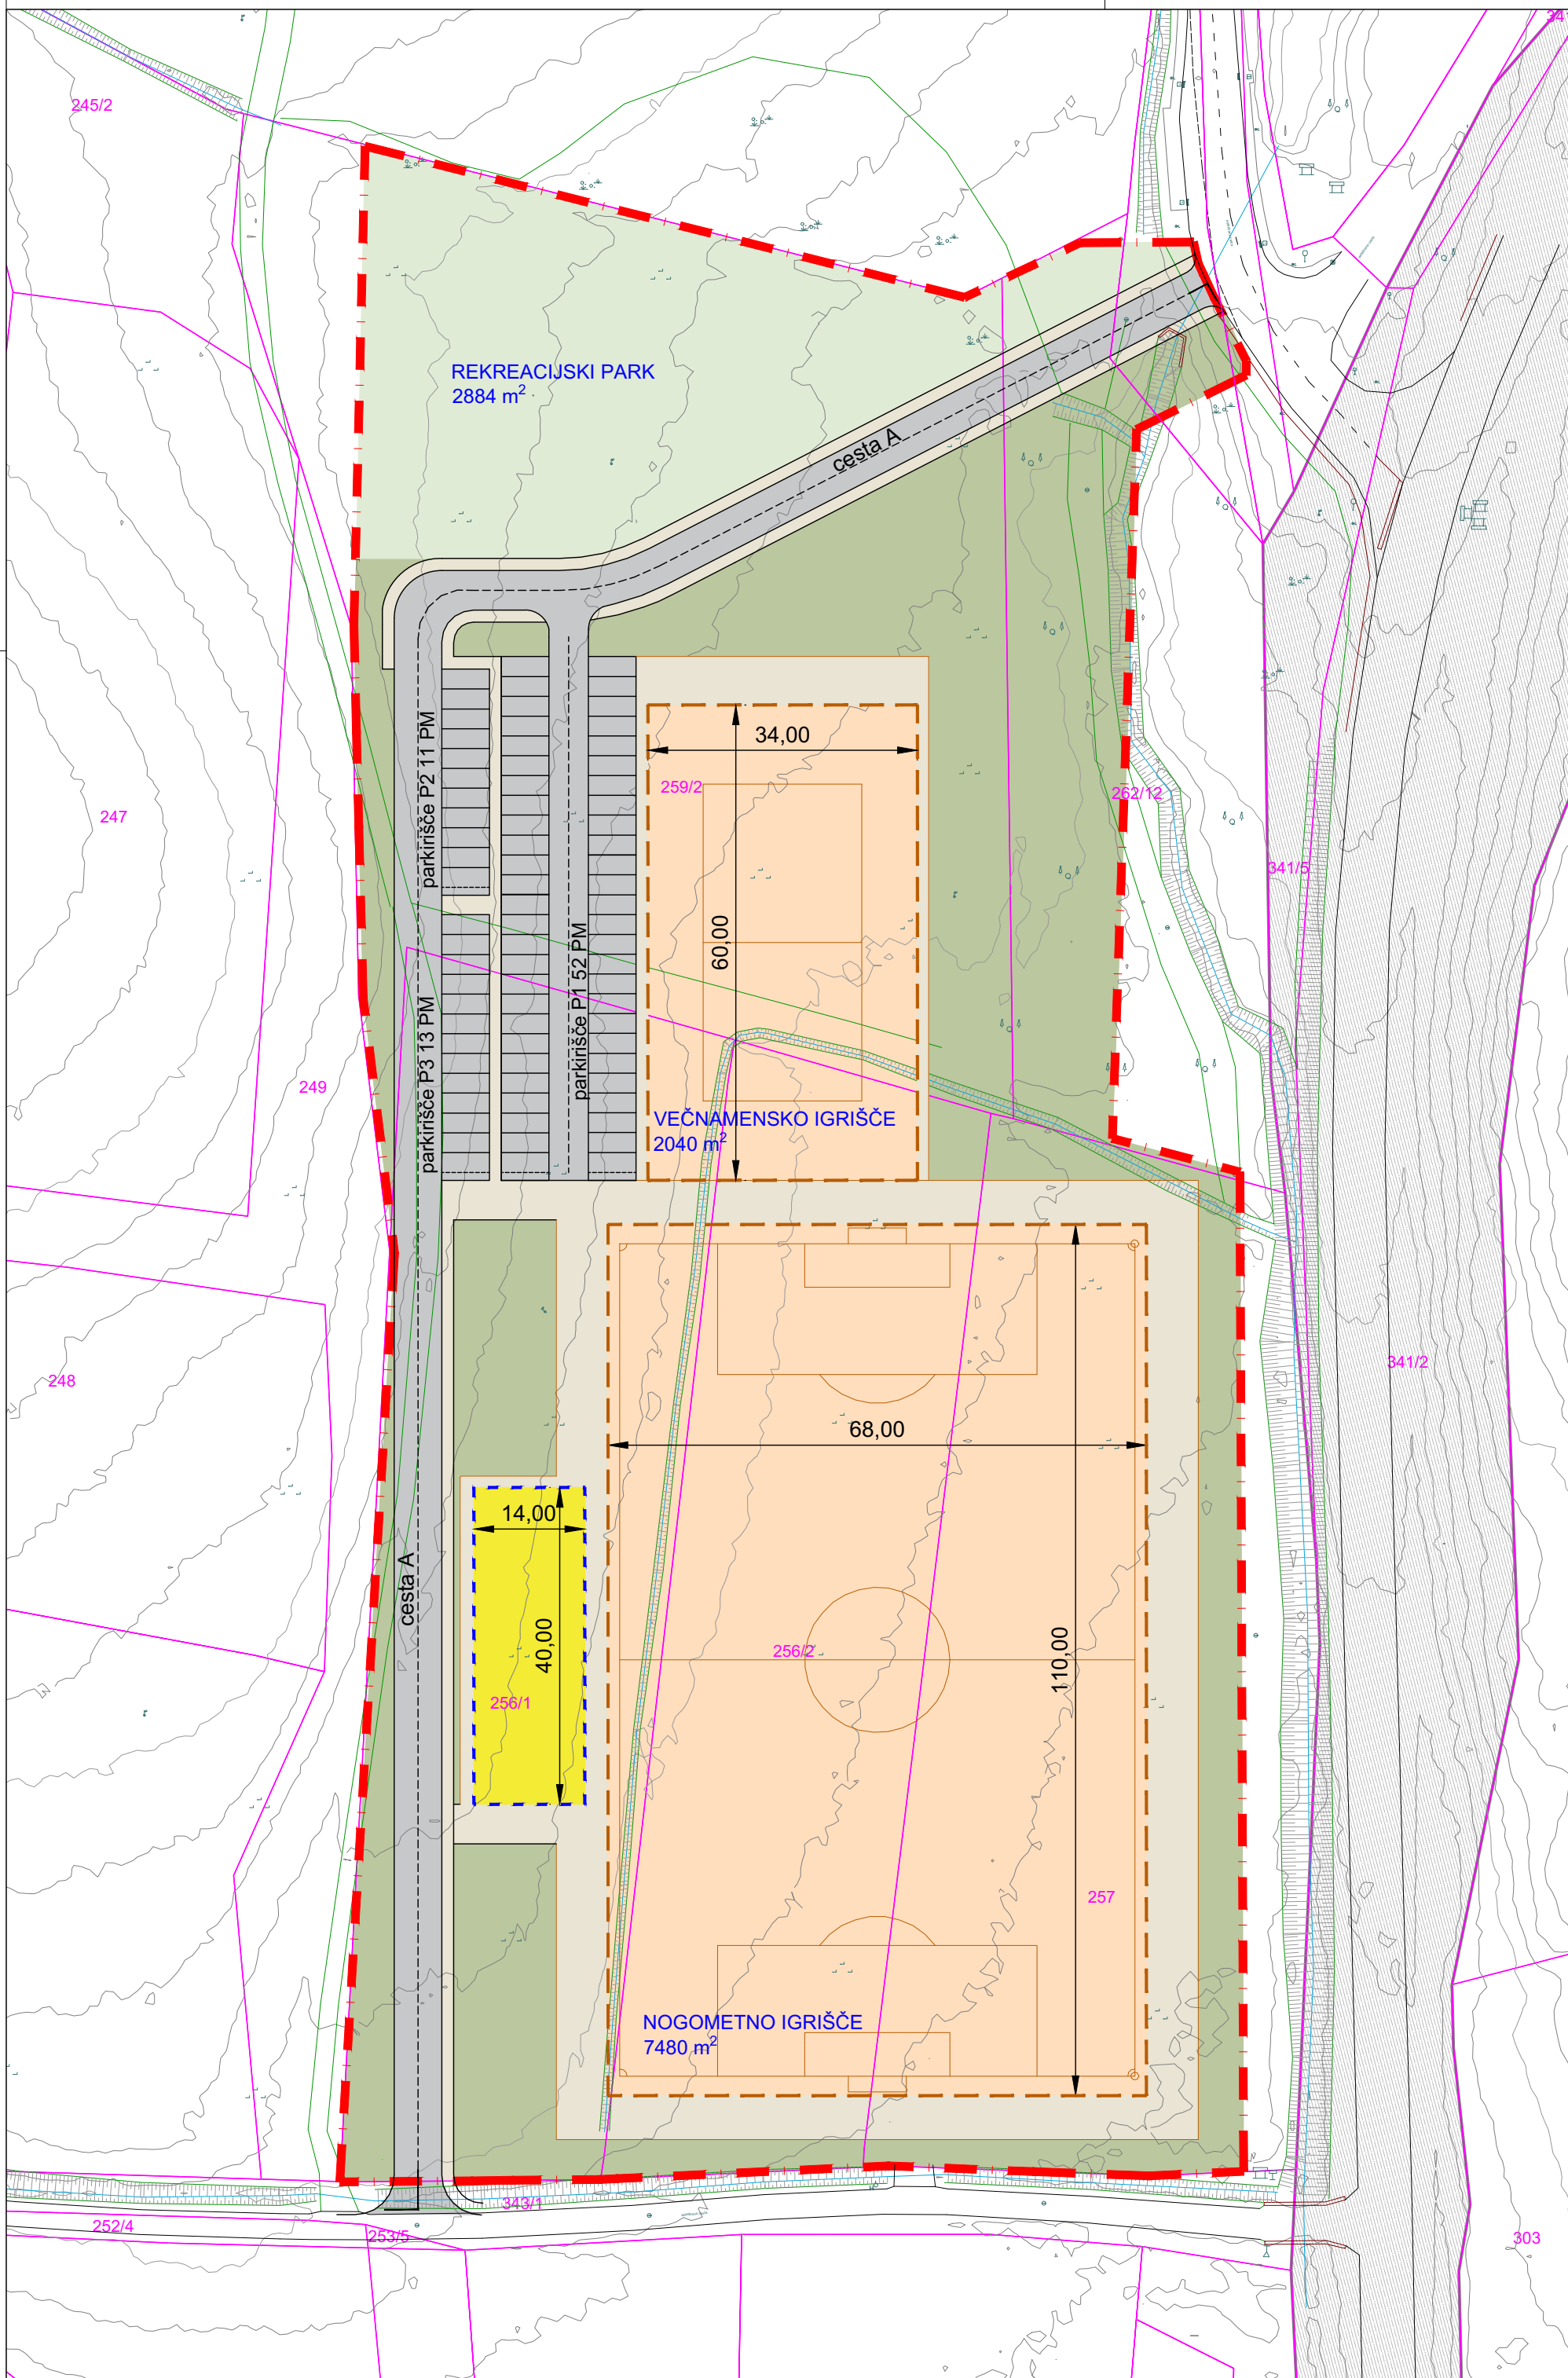 341
245/2
REKREACIJSKI PARK
2884 m²
cesta A
34,00
259/2
262/12
parkirišče P2 11 PM
247
341/5
60,00
parkirišče P1 52 PM
parkirišče P3 13 PM
249
VEČNAMENSKO IGRIŠČE
2040 m²
341/2
248
68,00
14,00
cesta A
40,00
256/2
110,00
256/1
257
NOGOMETNO IGRIŠČE
7480 m²
343/1
252/4
253/5
303